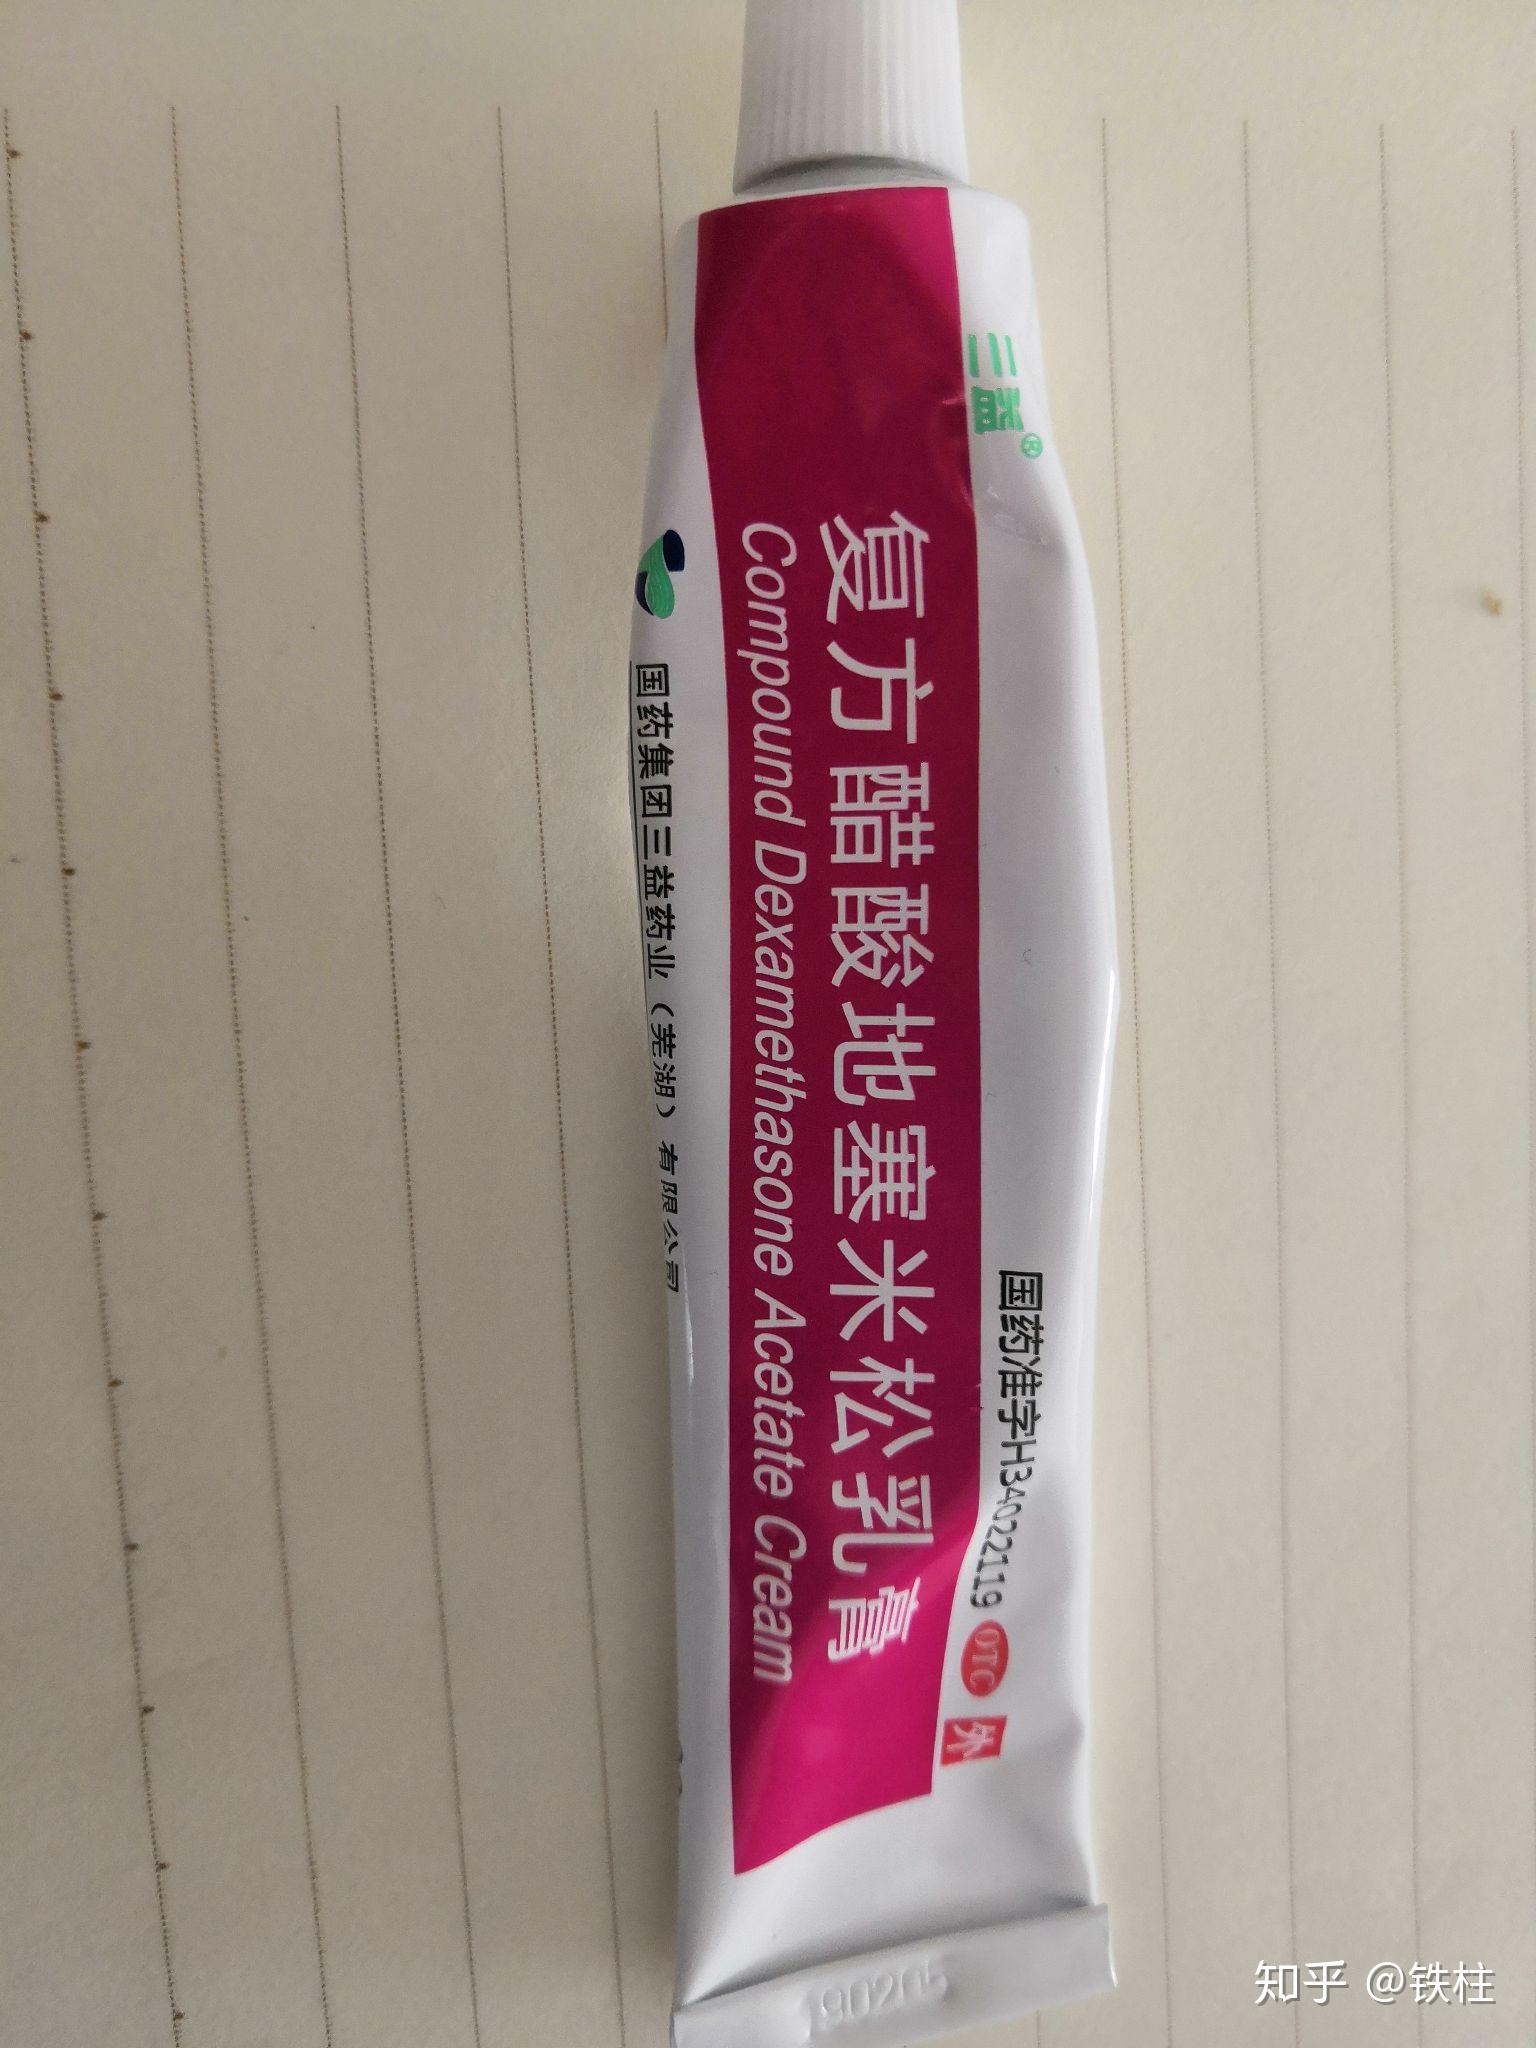 三益®
复方醋酸地塞米松乳膏
Compound Dexamethasone Acetate Cream
国药准字H34022119 OTC 外
国药集团三益药业（芜湖）有限公司
知乎 @铁柱